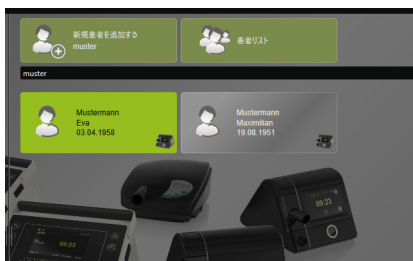 新規患者を追加する
muster
患者リスト
muster
Mustermann
Eva
03.04.1958
Mustermann
Maximilian
19.08.1951
09:23
09:23